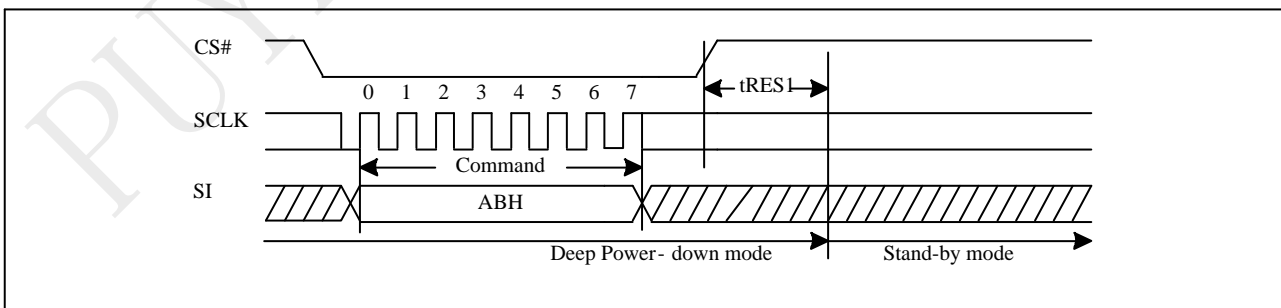 CS#
tRES1
0 1 2 3 4 5 6 7
SCLK
Command
SI
ABH
Deep Power- down mode
Stand-by mode